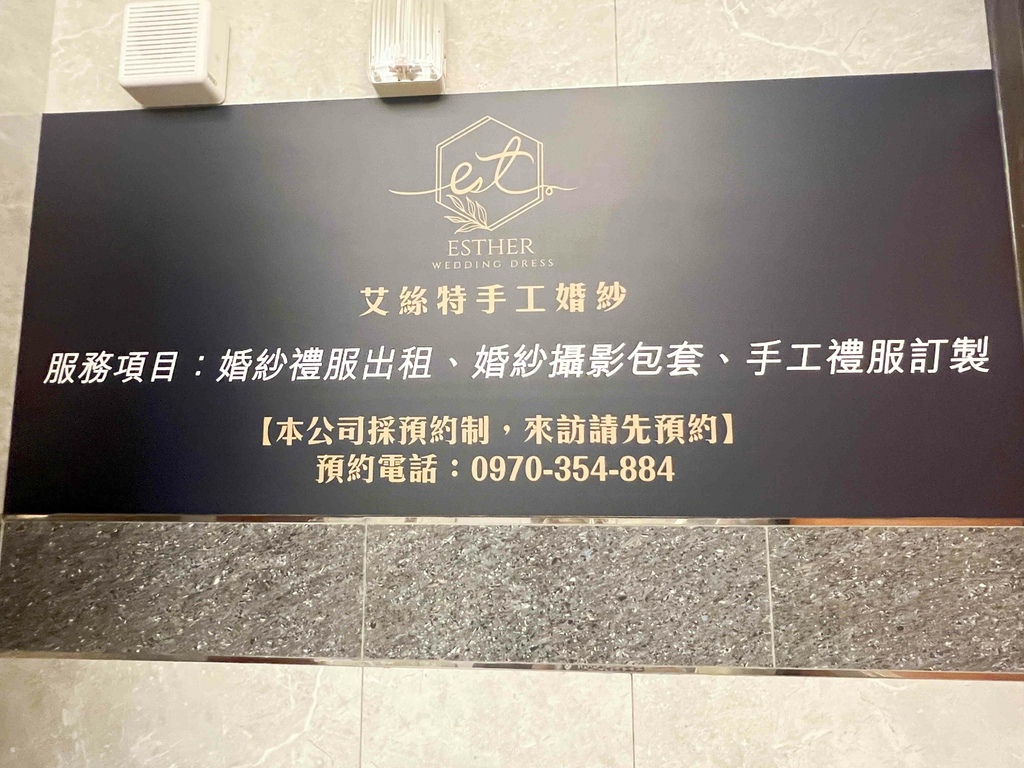 est.
ESTHER
WEDDING DRESS
艾絲特手工婚紗
服務項目：婚紗禮服出租、婚紗攝影包套、手工禮服訂製
【本公司採預約制，來訪請先預約】
預約電話：0970-354-884